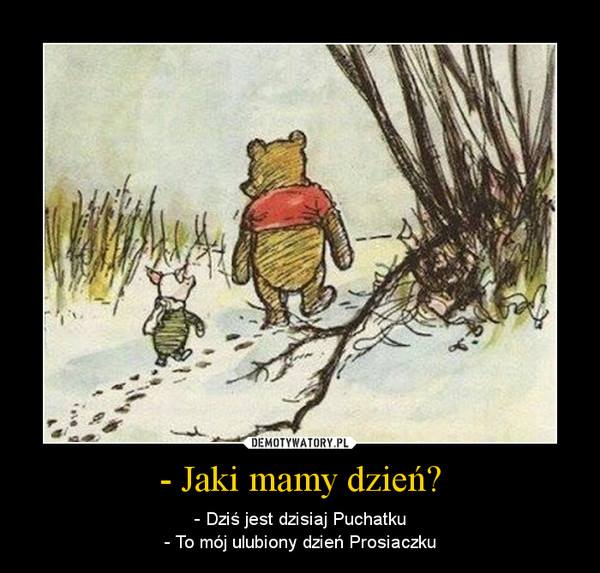 DEMOTYWATORY.PL
- Jaki mamy dzień?
- Dziś jest dzisiaj Puchatku
- To mój ulubiony dzień Prosiaczku